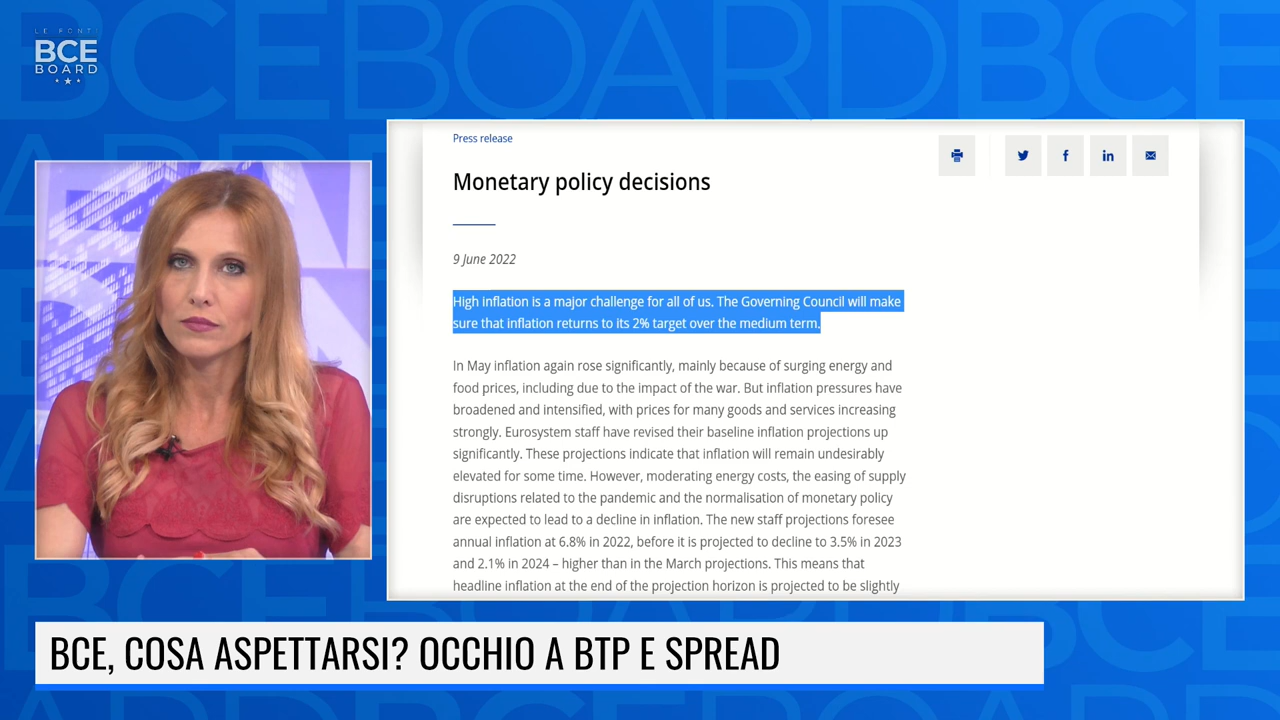 LE FONTI
BCE
BOARD
Press release
Monetary policy decisions
9 June 2022
High inflation is a major challenge for all of us. The Governing Council will make
sure that inflation returns to its 2% target over the medium term.
In May inflation again rose significantly, mainly because of surging energy and
food prices, including due to the impact of the war. But inflation pressures have
broadened and intensified, with prices for many goods and services increasing
strongly. Eurosystem staff have revised their baseline inflation projections up
significantly. These projections indicate that inflation will remain undesirably
elevated for some time. However, moderating energy costs, the easing of supply
disruptions related to the pandemic and the normalisation of monetary policy
are expected to lead to a decline in inflation. The new staff projections foresee
annual inflation at 6.8% in 2022, before it is projected to decline to 3.5% in 2023
and 2.1% in 2024 – higher than in the March projections. This means that
headline inflation at the end of the projection horizon is projected to be slightly
BCE, COSA ASPETTARSI? OCCHIO A BTP E SPREAD